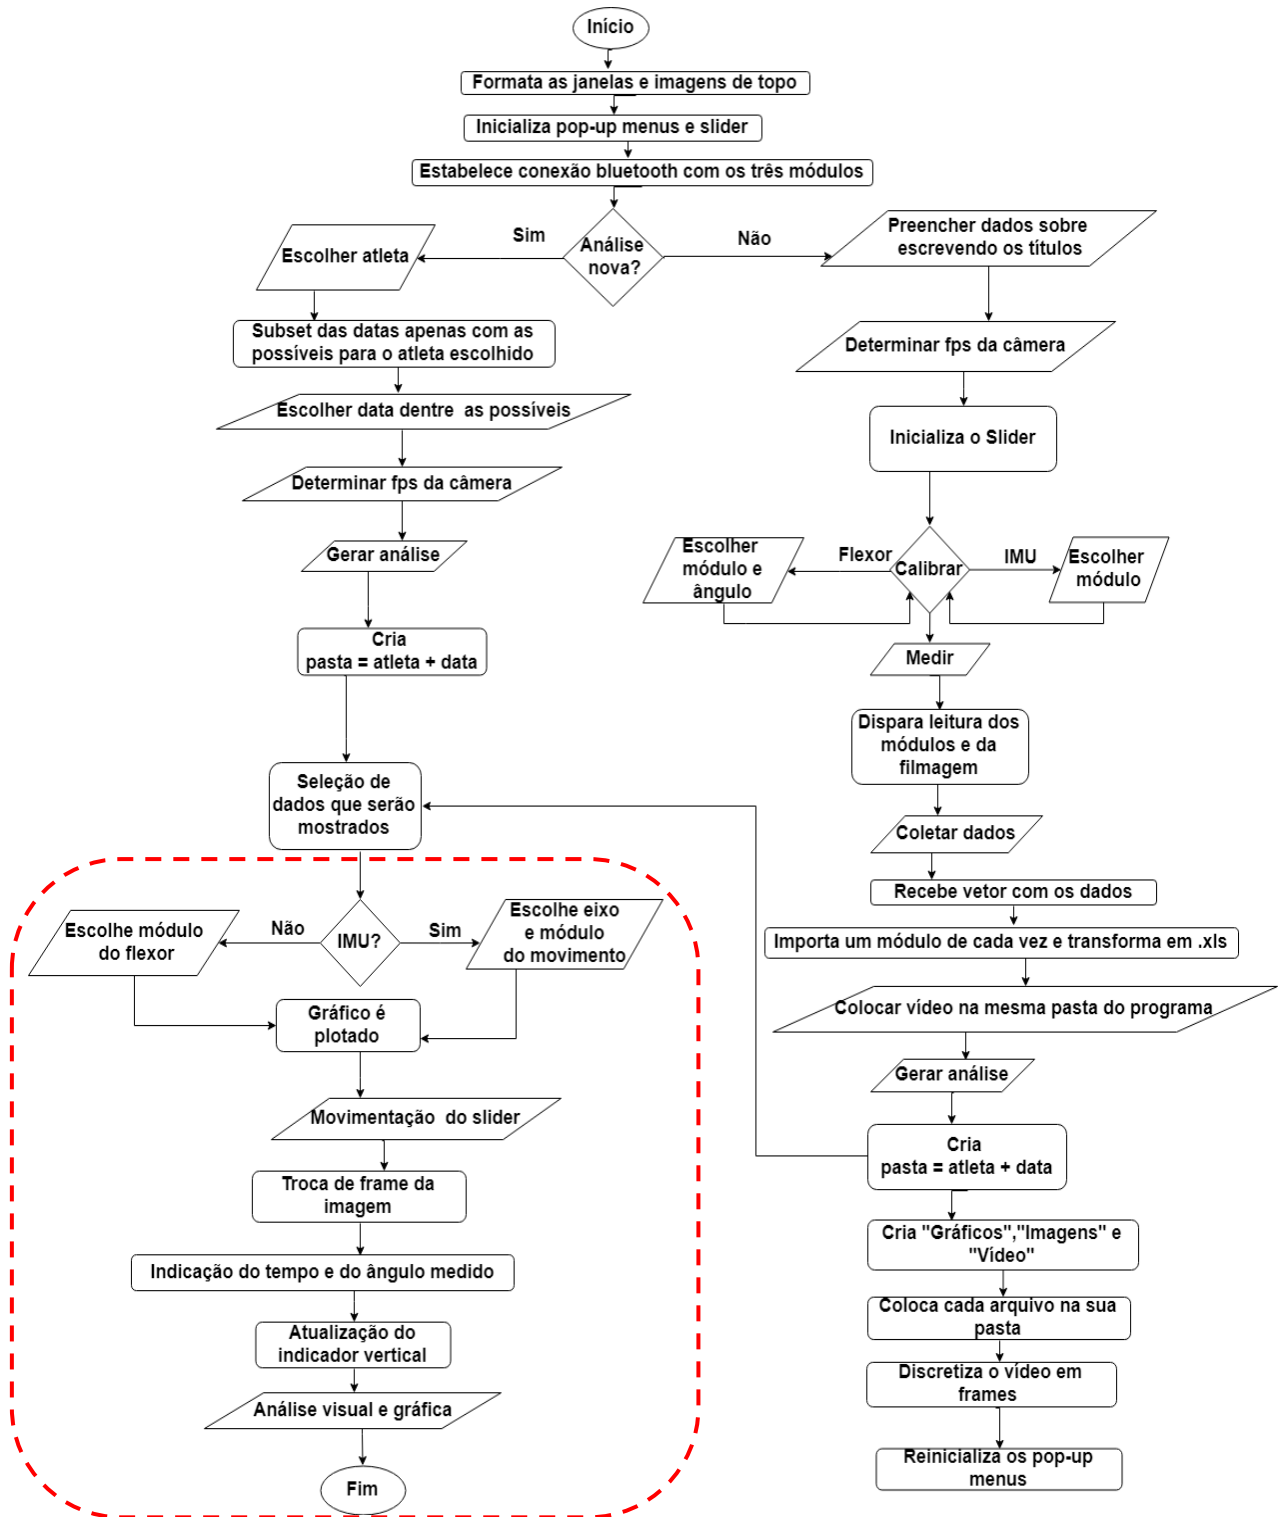 Início
Formata as janelas e imagens de topo
Inicializa pop-up menus e slider
Estabelece conexão bluetooth com os três módulos
Análise
nova?
Sim
Não
Escolher atleta
Subset das datas apenas com as
possíveis para o atleta escolhido
Escolher data dentre as possíveis
Determinar fps da câmera
Gerar análise
Cria
pasta = atleta + data
Seleção de
dados que serão
mostrados
IMU?
Não
Sim
Escolhe módulo
do flexor
Escolhe eixo
e módulo
do movimento
Gráfico é
plotado
Movimentação do slider
Troca de frame da
imagem
Indicação do tempo e do ângulo medido
Atualização do
indicador vertical
Análise visual e gráfica
Fim
Preencher dados sobre
escrevendo os títulos
Determinar fps da câmera
Inicializa o Slider
Calibrar
Flexor
IMU
Escolher
módulo e
ângulo
Escolher
módulo
Medir
Dispara leitura dos
módulos e da
filmagem
Coletar dados
Recebe vetor com os dados
Importa um módulo de cada vez e transforma em .xls
Colocar vídeo na mesma pasta do programa
Gerar análise
Cria
pasta = atleta + data
Cria "Gráficos","Imagens" e
"Vídeo"
Coloca cada arquivo na sua
pasta
Discretiza o vídeo em
frames
Reinicializa os pop-up
menus